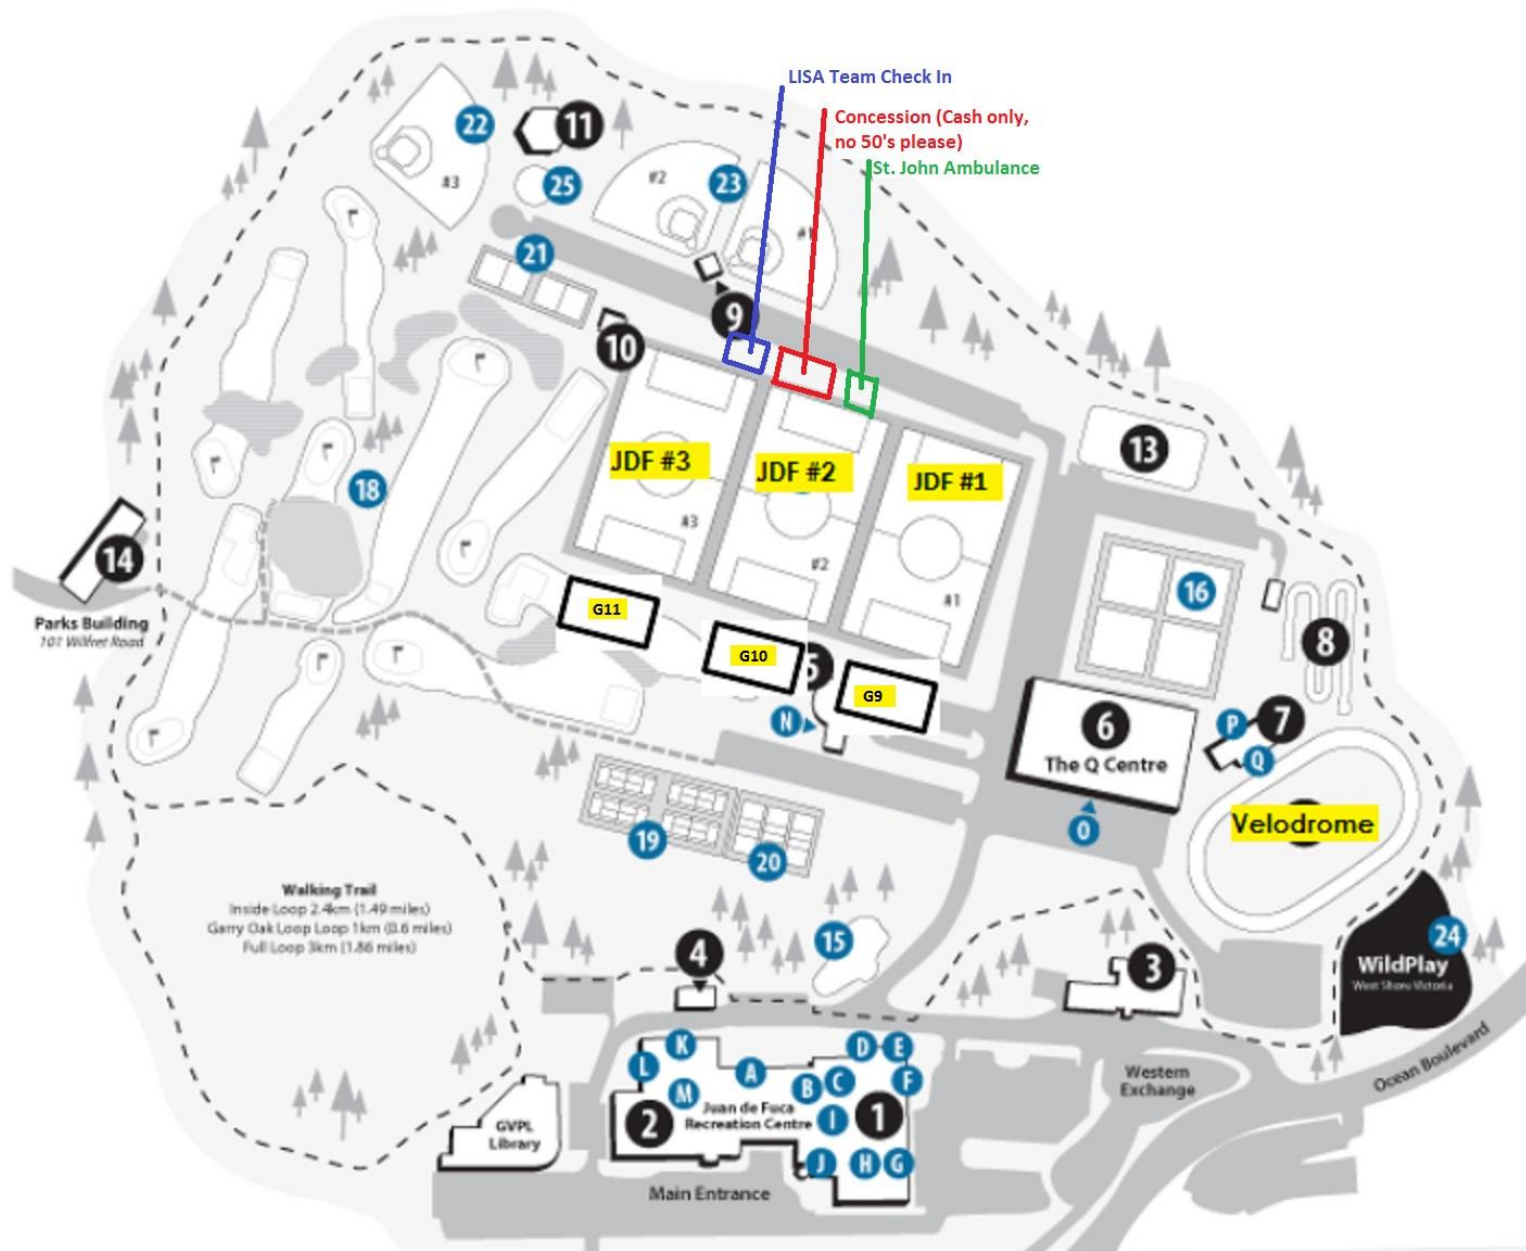 LISA Team Check In
Concession (Cash only,
no 50's please)
St. John Ambulance
22
11
#3
25
#2
23
21
9
10
JDF #3
JDF #2
JDF #1
13
18
#3
#2
#1
14
Parks Building
101 Wilfret Road
16
8
G11
G10
5
G9
N
6
The Q Centre
P
7
Q
O
Velodrome
19
20
Walking Trail
Inside Loop 2.4km (1.49 miles)
Garry Oak Loop Loop 1km (0.6 miles)
Full Loop 3km (1.86 miles)
15
4
3
24
WildPlay
West Shore Victoria
Ocean Boulevard
Western
Exchange
K
D
E
L
A
B
C
F
M
Juan de Fuca
Recreation Centre
2
I
1
J
H
G
GVPL
Library
Main Entrance